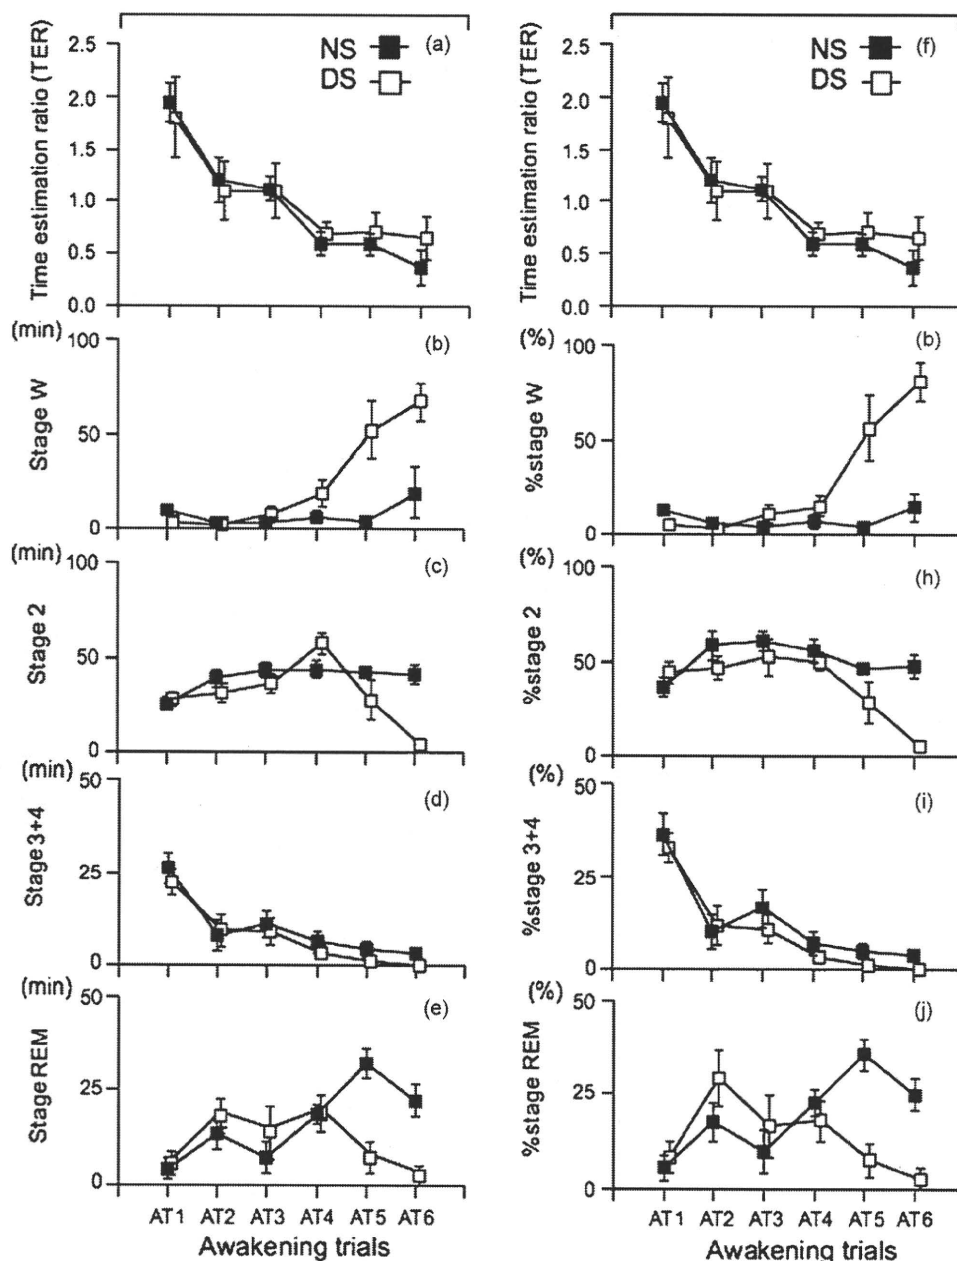 NS (a)
DS
Time estimation ratio (TER)
2.5
2.0
1.5
1.0
0.5
0.0
(min)
(b)
Stage W
100
50
0
(min)
(c)
Stage 2
100
50
0
(min)
(d)
Stage 3+4
50
25
0
(min)
(e)
Stage REM
50
25
0
AT1 AT2 AT3 AT4 AT5 AT6
Awakening trials
NS (f)
DS
Time estimation ratio (TER)
2.5
2.0
1.5
1.0
0.5
0.0
(%)
(b)
%stage W
100
50
0
(%)
(h)
%stage 2
100
50
0
(%)
(i)
%stage 3+4
50
25
0
(%)
(j)
%stage REM
50
25
0
AT1 AT2 AT3 AT4 AT5 AT6
Awakening trials